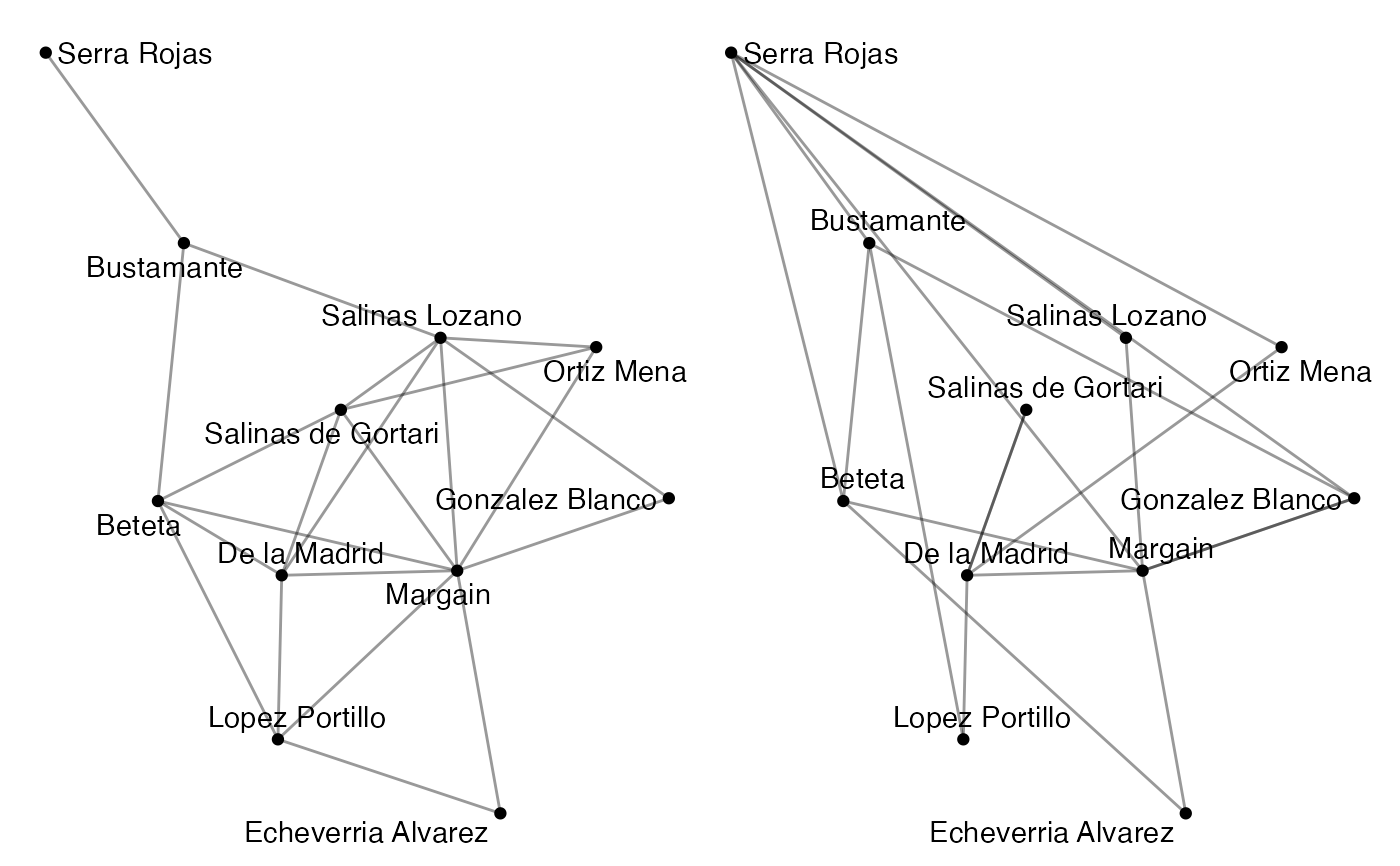 Serra Rojas
Bustamante
Salinas Lozano
Ortiz Mena
Salinas de Gortari
Gonzalez Blanco
Beteta
De la Madrid
Margain
Lopez Portillo
Echeverria Alvarez
Serra Rojas
Bustamante
Salinas Lozano
Ortiz Mena
Salinas de Gortari
Beteta
Gonzalez Blanco
De la Madrid
Margain
Lopez Portillo
Echeverria Alvarez